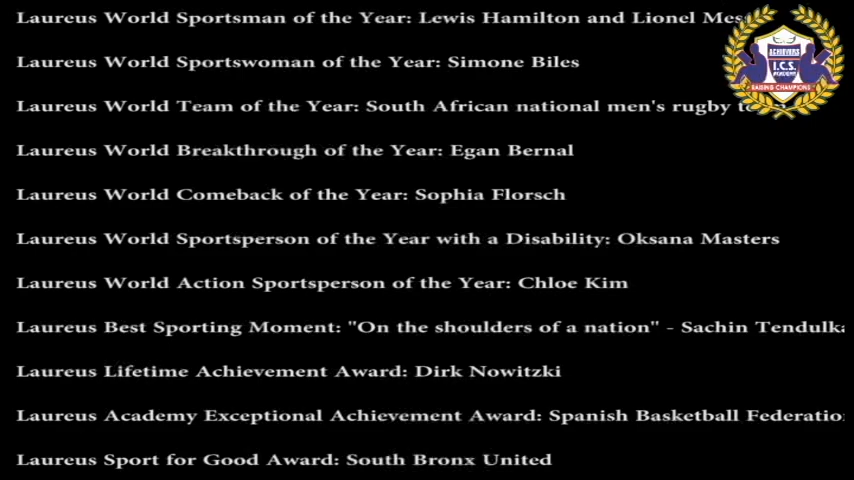 Laureus World Sportsman of the Year: Lewis Hamilton and Lionel
Laureus World Sportswoman of the Year: Simone Biles
Laureus World Team of the Year: South African national men's rugby
Laureus World Breakthrough of the Year: Egan Bernal
Laureus World Comeback of the Year: Sophia Florsch
Laureus World Sportsperson of the Year with a Disability: Oksana Masters
Laureus World Action Sportsperson of the Year: Chloe Kim
Laureus Best Sporting Moment: "On the shoulders of a nation" - Sachin
Laureus Lifetime Achievement Award: Dirk Nowitzki
Laureus Academy Exceptional Achievement Award: Spanish Basketball
Laureus Sport for Good Award: South Bronx United
ACHIEVERS
I.C.S.
ACADEMY
RAISING CHAMPIONS